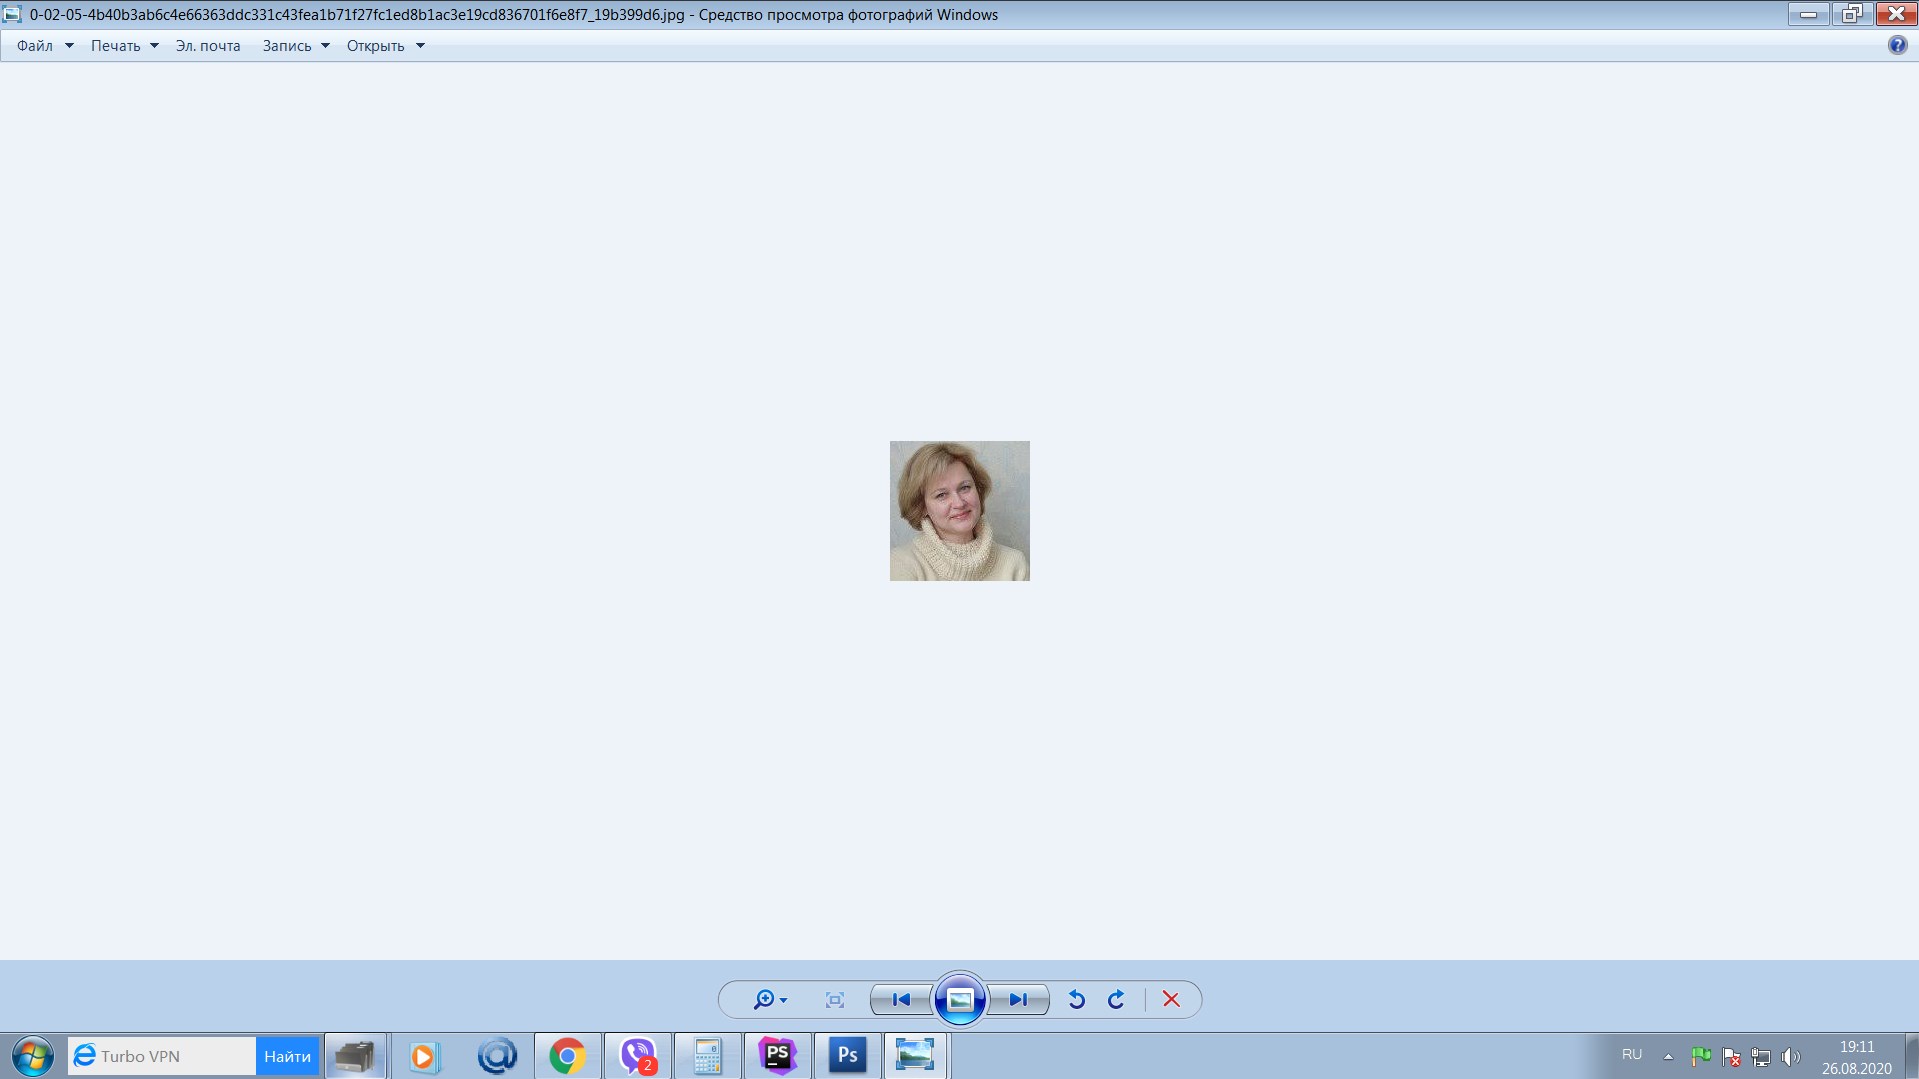 0-02-05-4b40b3ab6c4e66363ddc331c43fea1b71f27fc1ed8b1ac3e19cd836701f6e8f7_19b399d6.jpg - Средство просмотра фотографий Windows
Файл Печать Эл. почта Запись Открыть
Turbo VPN Найти 2 PS Ps RU 19:11
26.08.2020